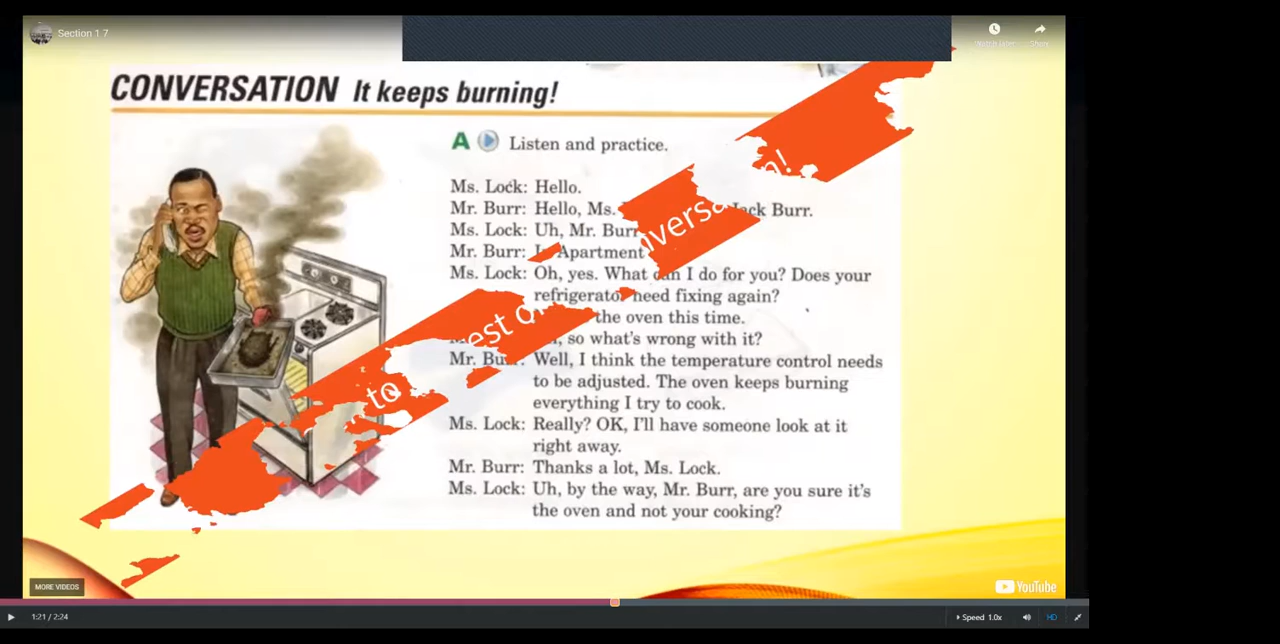 Section 1 7
Watch later
Share
CONVERSATION It keeps burning!
A Listen and practice.
Ms. Lock: Hello.
Mr. Burr: Hello, Ms. Jack Burr.
Ms. Lock: Uh, Mr. Burr
Mr. Burr: In Apartment
Ms. Lock: Oh, yes. What can I do for you? Does your
refrigerator need fixing again?
the oven this time.
so what's wrong with it?
Mr. Burr: Well, I think the temperature control needs
to be adjusted. The oven keeps burning
everything I try to cook.
Ms. Lock: Really? OK, I'll have someone look at it
right away.
Mr. Burr: Thanks a lot, Ms. Lock.
Ms. Lock: Uh, by the way, Mr. Burr, are you sure it's
the oven and not your cooking?
to
MORE VIDEOS
YouTube
1:21 / 2:24
Speed 1.0x
HD